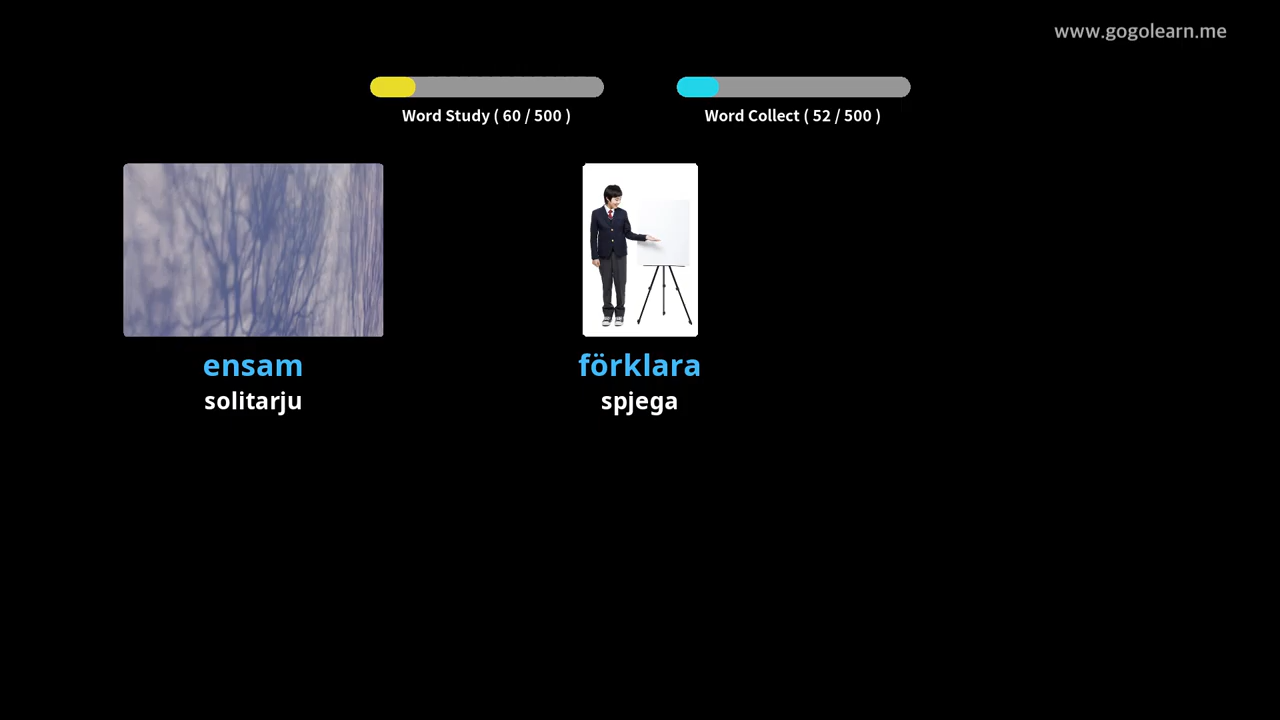 www.gogolearn.me
Word Study ( 60 / 500 )
Word Collect ( 52 / 500 )
ensam
solitarju
förklara
spjega